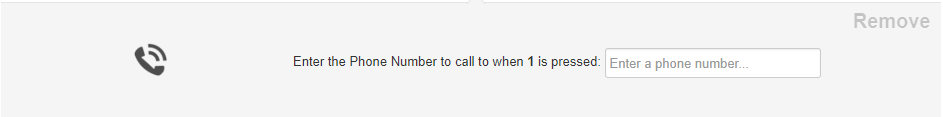 Remove
Enter the Phone Number to call to when 1 is pressed: Enter a phone number...